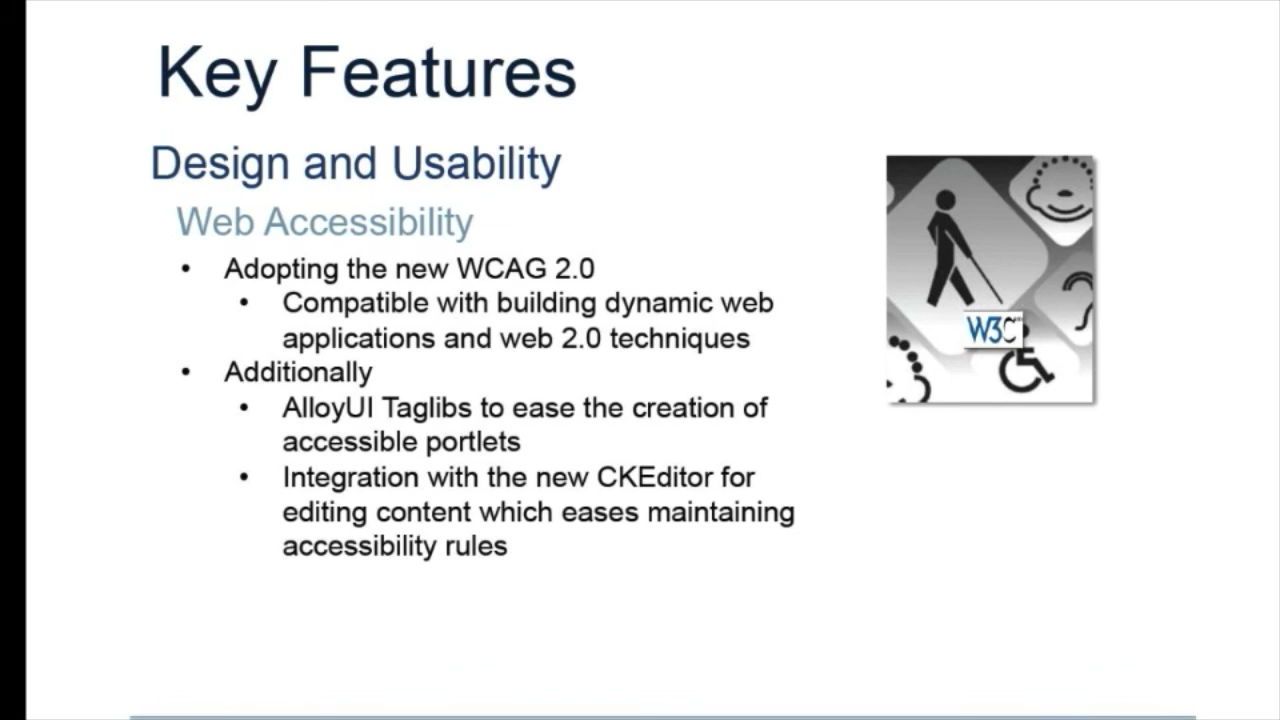 Key Features
Design and Usability
Web Accessibility
• Adopting the new WCAG 2.0
• Compatible with building dynamic web
applications and web 2.0 techniques
• Additionally
• AlloyUI Taglibs to ease the creation of
accessible portlets
• Integration with the new CKEditor for
editing content which eases maintaining
accessibility rules
W3C